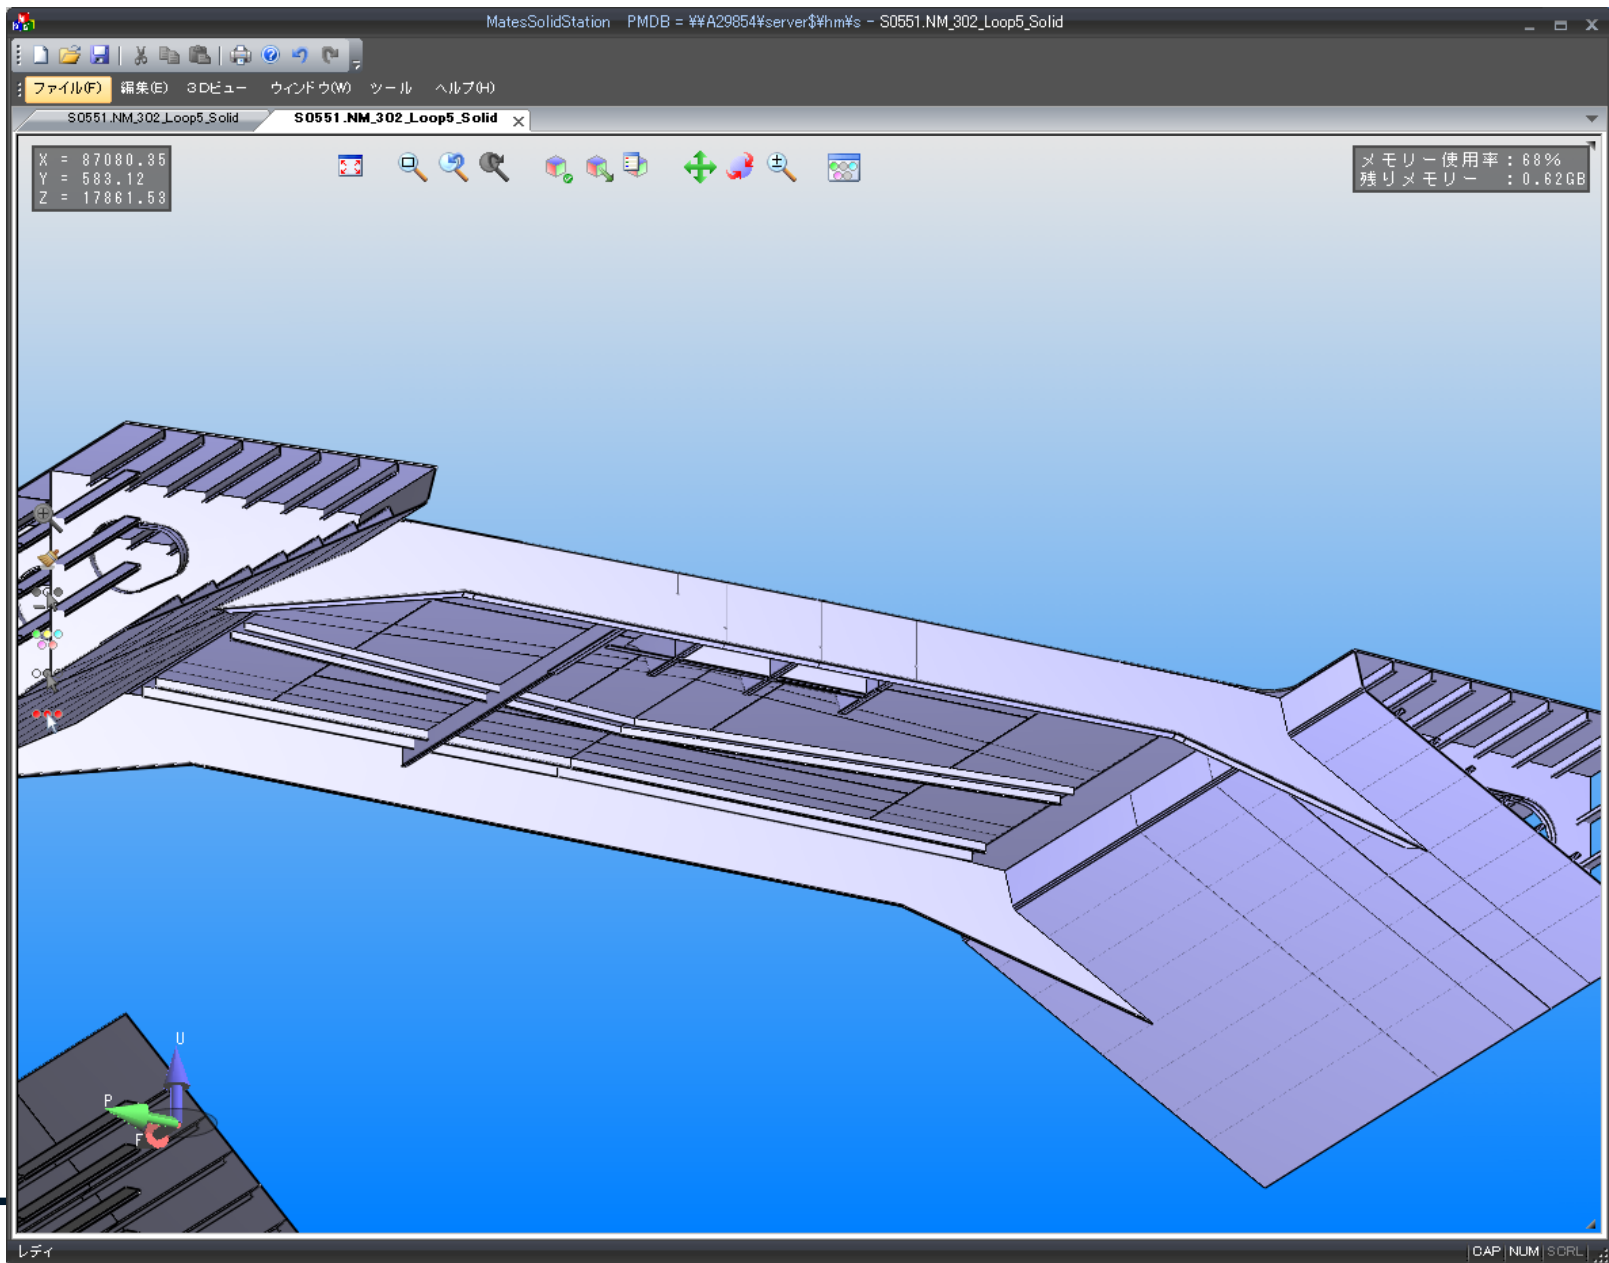 MatesSolidStation PMDB = ¥¥A29854¥server$¥hm¥s - S0551.NM_302_Loop5_Solid
ファイル(F) 編集(E) 3Dビュー ウィンドウ(W) ツール ヘルプ(H)
S0551.NM_302_Loop5_Solid S0551.NM_302_Loop5_Solid
X = 87080.35
Y = 583.12
Z = 17861.53
メモリー使用率:68%
残りメモリー :0.62GB
U
P
F
レディ
CAP NUM SCRL